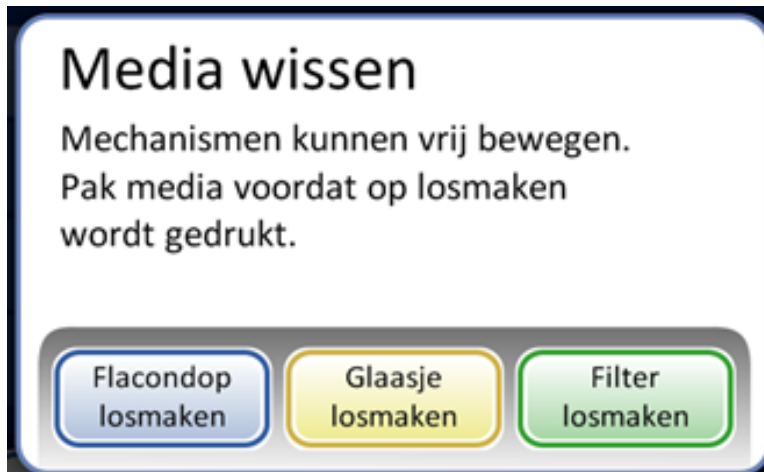 Media wissen
Mechanismen kunnen vrij bewegen.
Pak media voordat op losmaken
wordt gedrukt.
Flacondop
losmaken
Glaasje
losmaken
Filter
losmaken